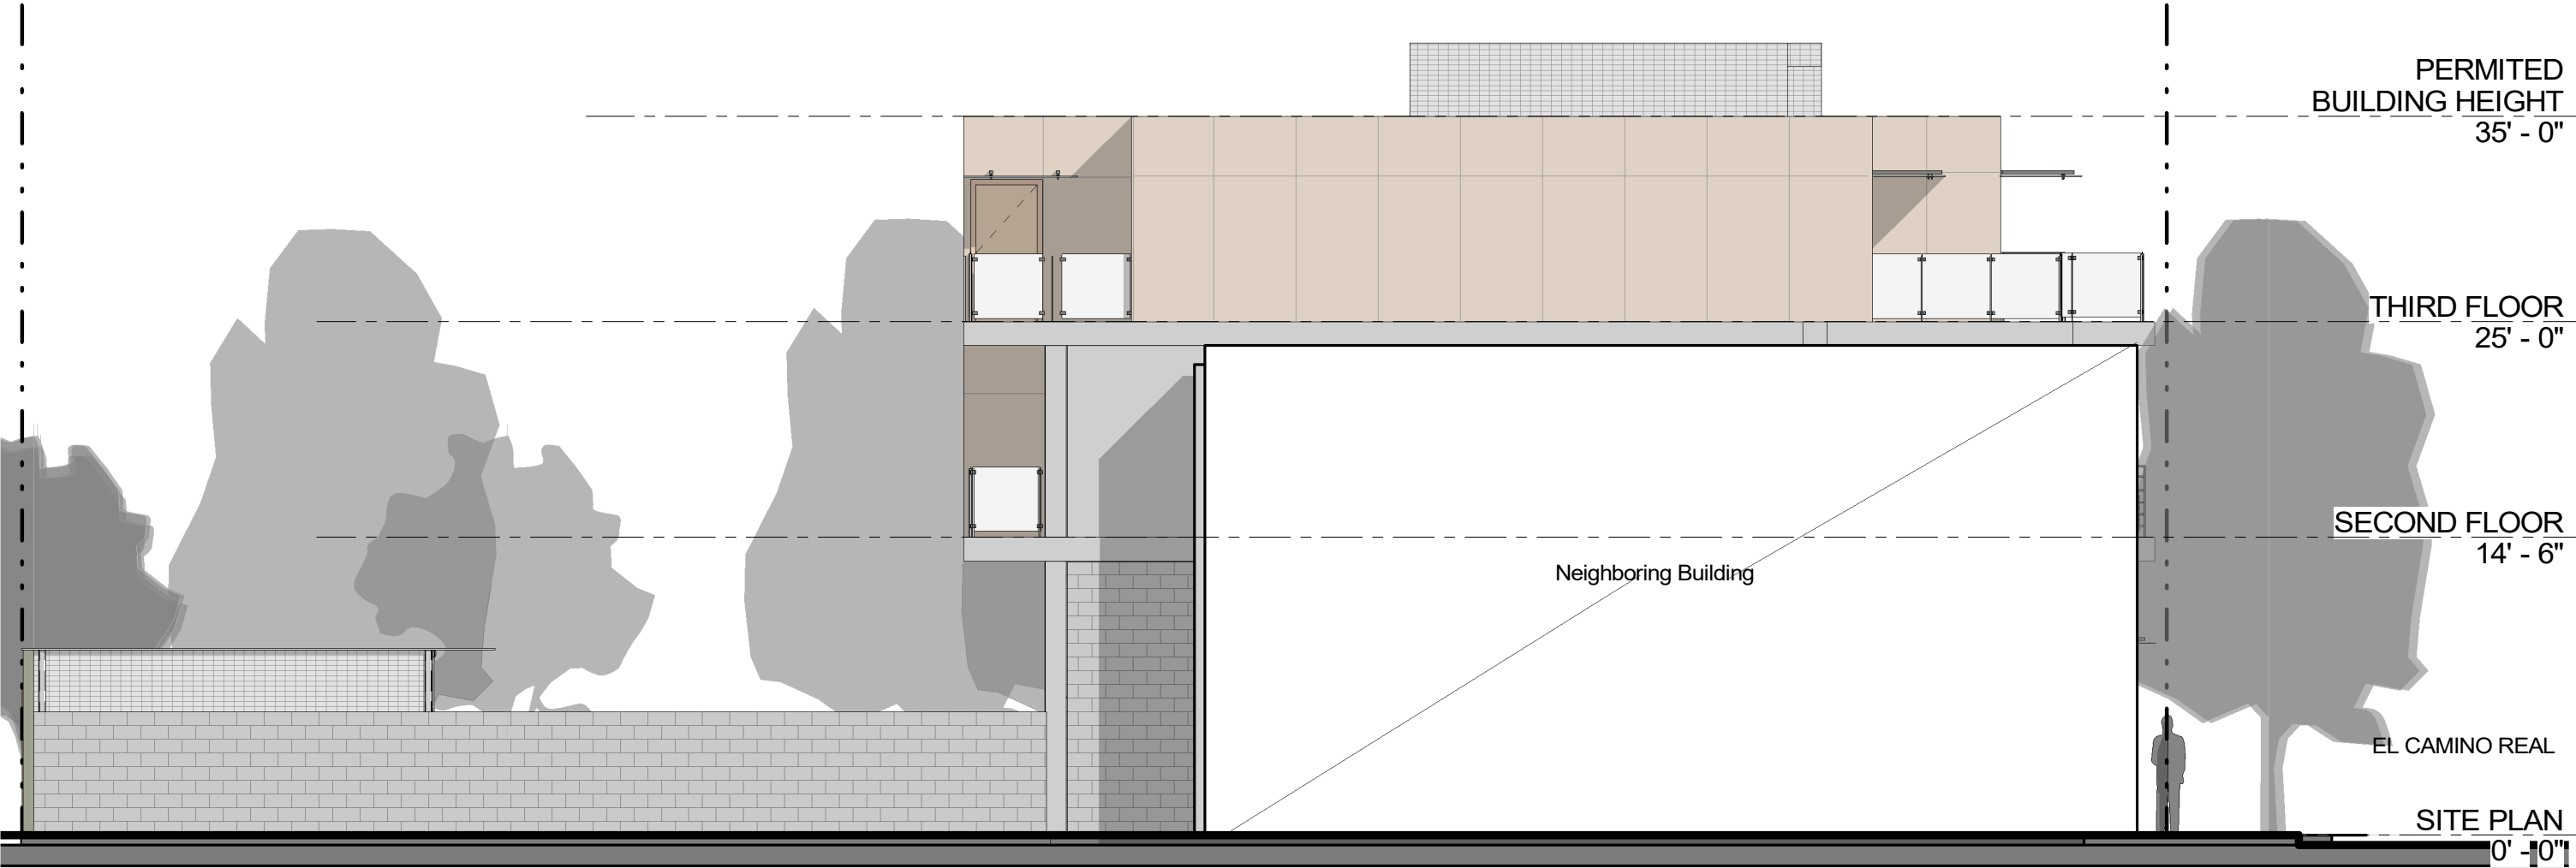 PERMITED
BUILDING HEIGHT
35' - 0"
THIRD FLOOR
25' - 0"
SECOND FLOOR
14' - 6"
Neighboring Building
EL CAMINO REAL
SITE PLAN
0' - 0"